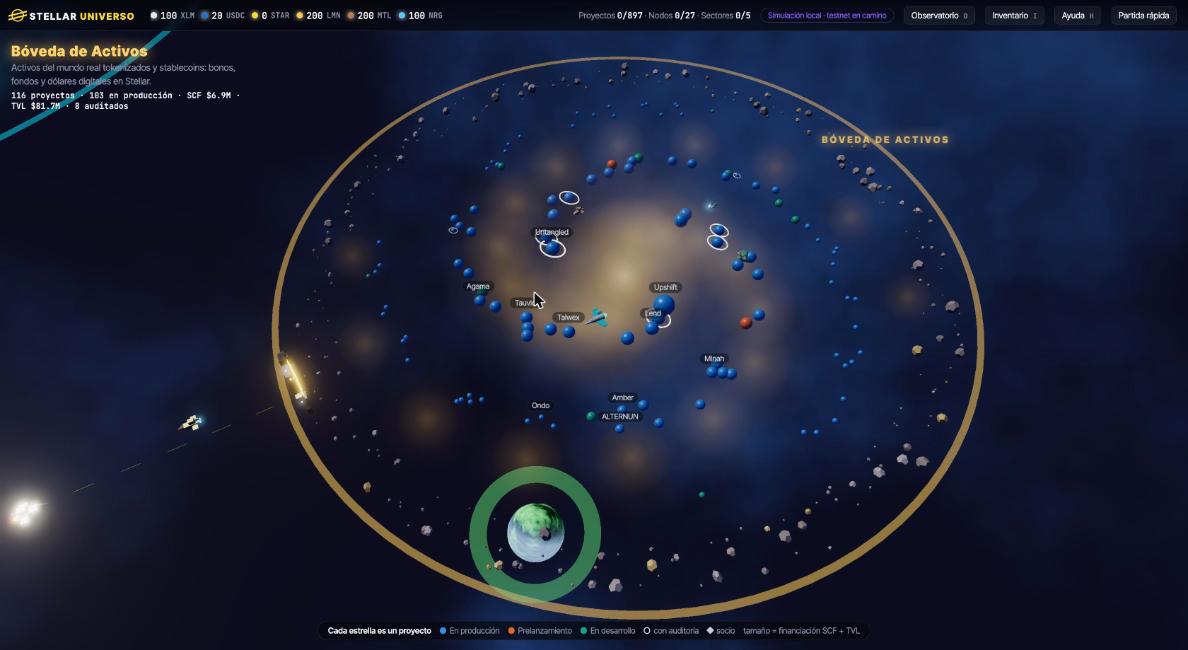 STELLAR UNIVERSO
100 XLM 20 USDC 0 STAR 200 LMN 200 MTL 100 NRG
Proyectos 0/897 · Nodos 0/27 · Sectores 0/5
Simulación local · testnet en camino
Observatorio O
Inventario I
Ayuda H
Partida rápida
Bóveda de Activos
Activos del mundo real tokenizados y stablecoins: bonos,
fondos y dólares digitales en Stellar.
116 proyectos · 103 en producción · SCF $6.9M ·
TVL $81.7M · 8 auditados
BÓVEDA DE ACTIVOS
Untangled
Agama
Upshift
Talwex
Lend
Minah
Amber
Ondo
ALTERNUN
Cada estrella es un proyecto En producción Prelanzamiento En desarrollo con auditoría socio tamaño = financiación SCF + TVL